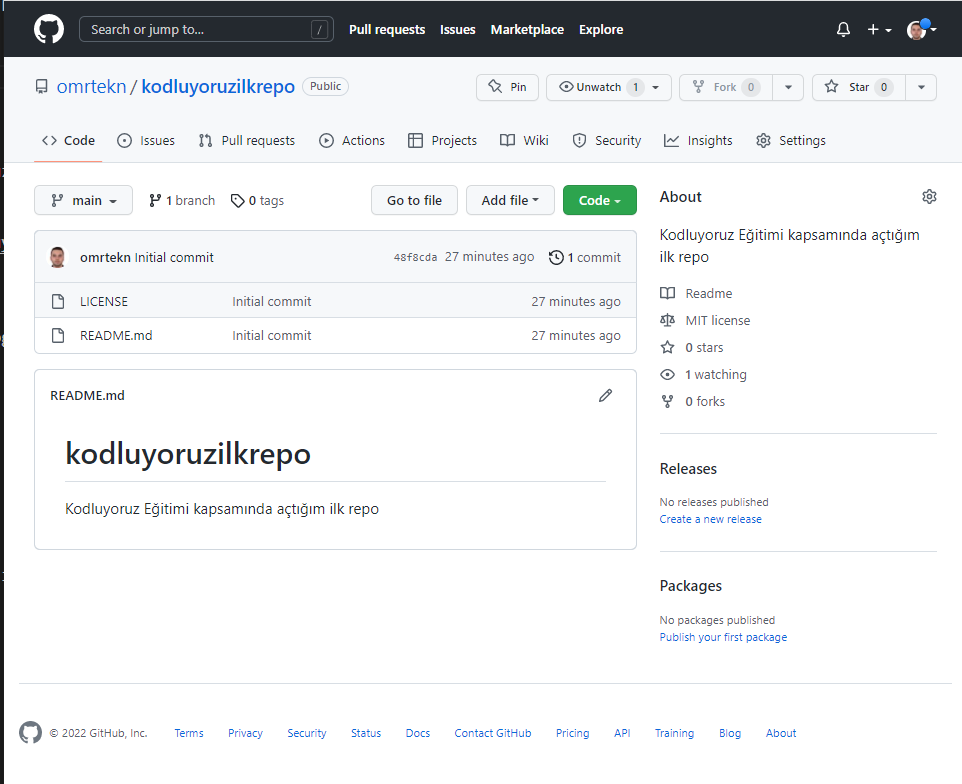 Search or jump to... / Pull requests Issues Marketplace Explore
omrtekn / kodluyoruzilkrepo Public Pin Unwatch 1 Fork 0 Star 0
Code Issues Pull requests Actions Projects Wiki Security Insights Settings
main 1 branch 0 tags Go to file Add file Code
omrtekn Initial commit 48f8cda 27 minutes ago 1 commit
LICENSE Initial commit 27 minutes ago
README.md Initial commit 27 minutes ago
README.md
kodluyoruzilkrepo
Kodluyoruz Eğitimi kapsamında açtığım ilk repo
About
Kodluyoruz Eğitimi kapsamında açtığım
ilk repo
Readme
MIT license
0 stars
1 watching
0 forks
Releases
No releases published
Create a new release
Packages
No packages published
Publish your first package
© 2022 GitHub, Inc. Terms Privacy Security Status Docs Contact GitHub Pricing API Training Blog About